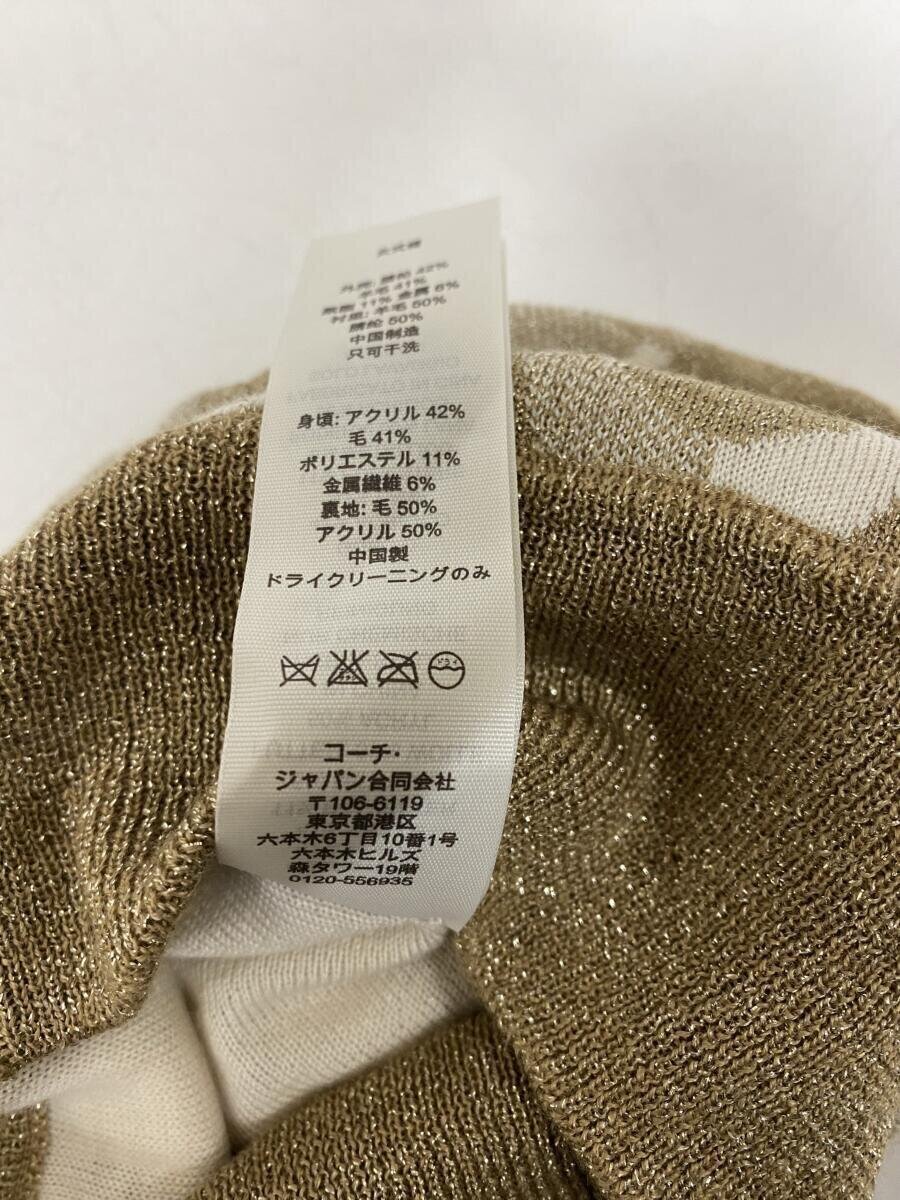 外壳: 腈纶 42%
羊毛 41%
聚酯 11% 金属 6%
衬里: 羊毛 50%
腈纶 50%
中国制造
只可干洗
身頃: アクリル 42%
毛 41%
ポリエステル 11%
金属繊維 6%
裏地: 毛 50%
アクリル 50%
中国製
ドライクリーニングのみ
ドライ
コーチ・
ジャパン合同会社
〒106-6119
東京都港区
六本木6丁目10番1号
六本木ヒルズ
森タワー19階
0120-556935